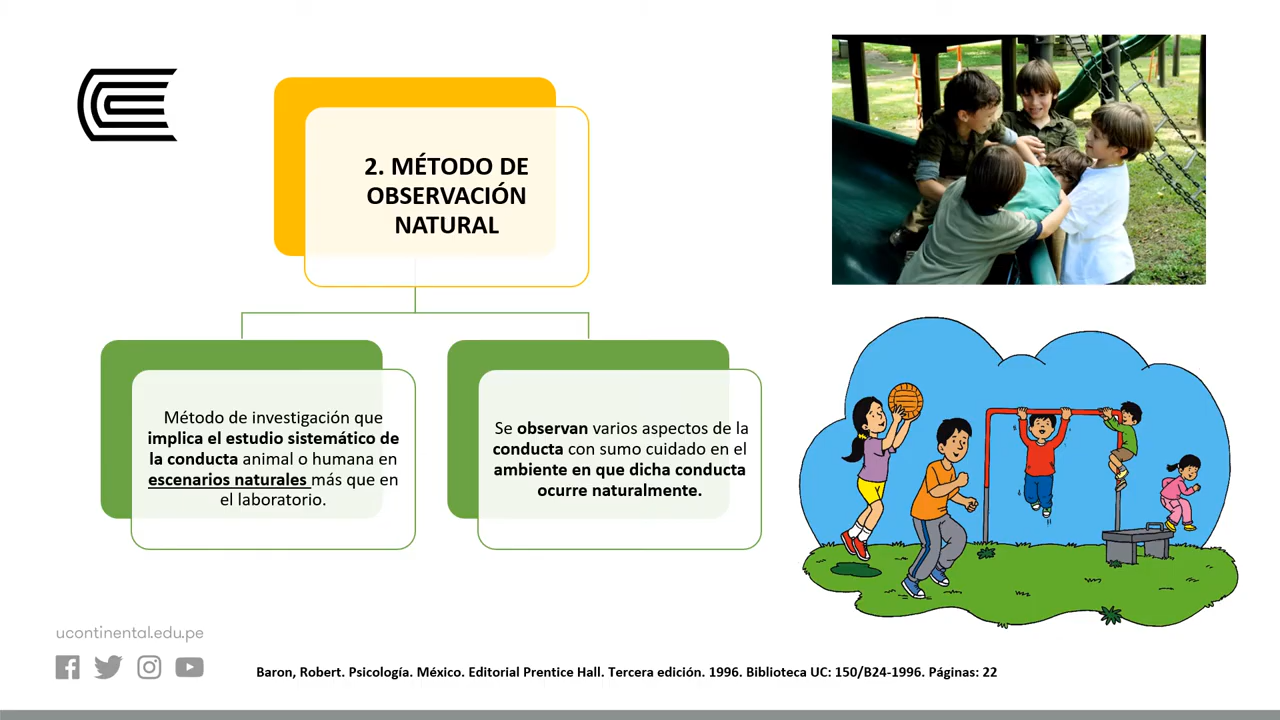 2. MÉTODO DE
OBSERVACIÓN
NATURAL
Método de investigación que
implica el estudio sistemático de
la conducta animal o humana en
escenarios naturales más que en
el laboratorio.
Se observan varios aspectos de la
conducta con sumo cuidado en el
ambiente en que dicha conducta
ocurre naturalmente.
ucontinental.edu.pe
Baron, Robert. Psicología. México. Editorial Prentice Hall. Tercera edición. 1996. Biblioteca UC: 150/B24-1996. Páginas: 22